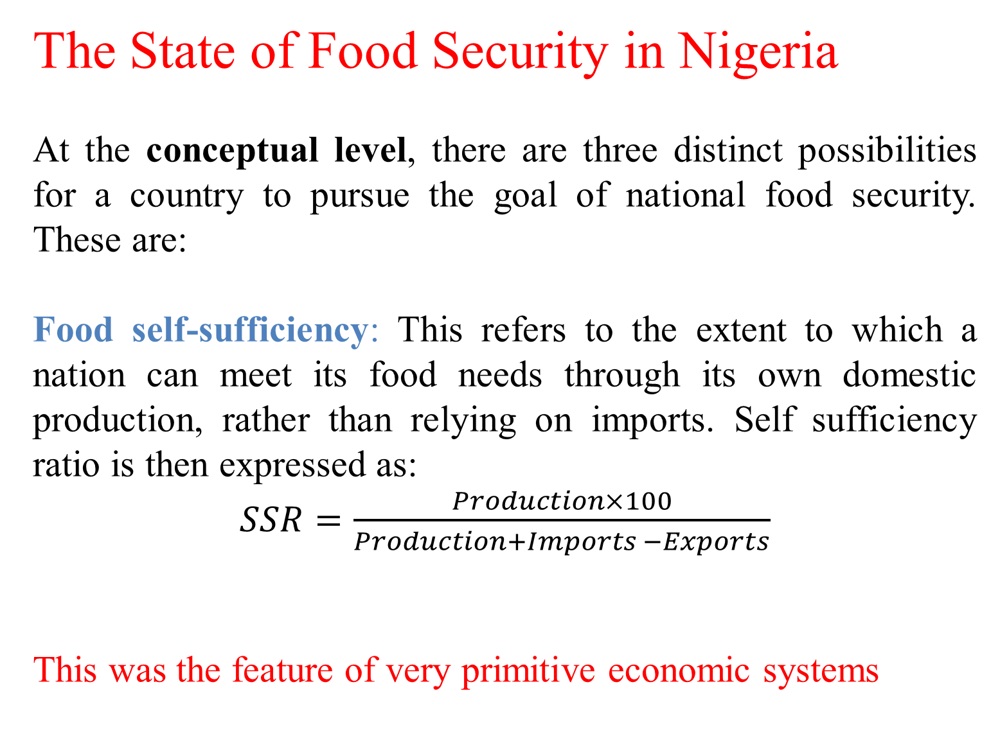 The State of Food Security in Nigeria
At the conceptual level, there are three distinct possibilities
for a country to pursue the goal of national food security.
These are:
Food self-sufficiency: This refers to the extent to which a
nation can meet its food needs through its own domestic
production, rather than relying on imports. Self sufficiency
ratio is then expressed as:
SSR = Production×100 / Production+Imports −Exports
This was the feature of very primitive economic systems